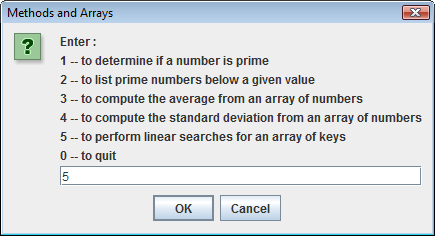 Methods and Arrays
Enter :
1 -- to determine if a number is prime
2 -- to list prime numbers below a given value
3 -- to compute the average from an array of numbers
4 -- to compute the standard deviation from an array of numbers
5 -- to perform linear searches for an array of keys
0 -- to quit
5
OK Cancel